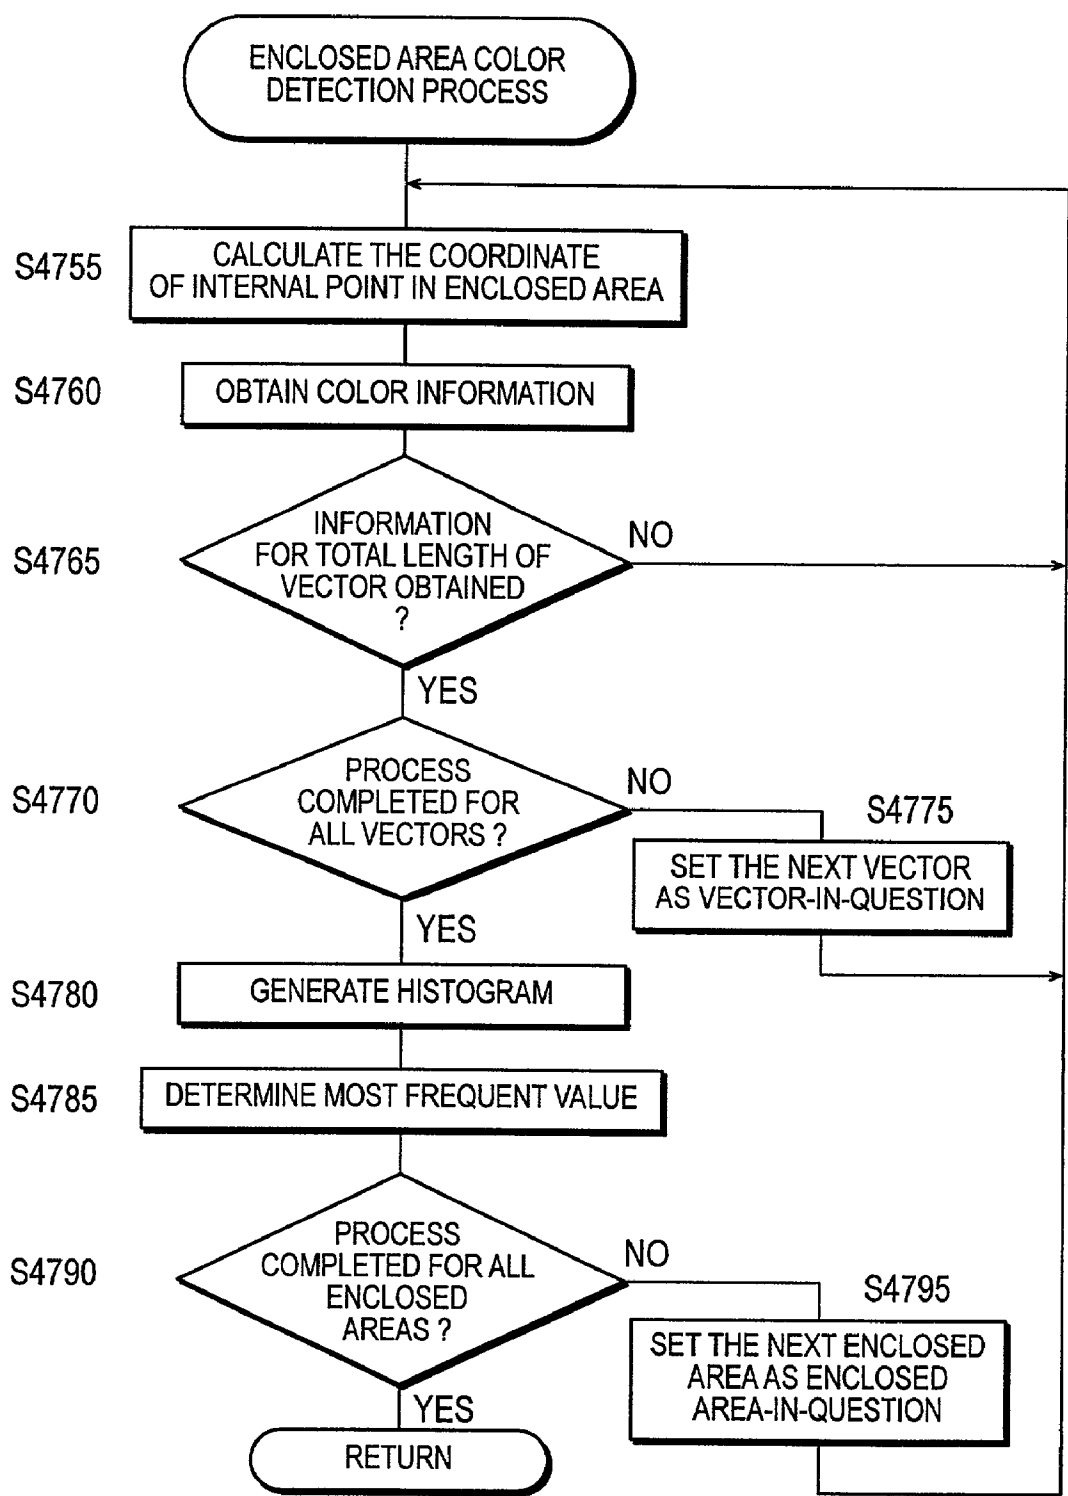 ENCLOSED AREA COLOR
DETECTION PROCESS
S4755
CALCULATE THE COORDINATE
OF INTERNAL POINT IN ENCLOSED AREA
S4760
OBTAIN COLOR INFORMATION
S4765
INFORMATION
FOR TOTAL LENGTH OF
VECTOR OBTAINED
?
NO
YES
S4770
PROCESS
COMPLETED FOR
ALL VECTORS ?
NO
S4775
SET THE NEXT VECTOR
AS VECTOR-IN-QUESTION
YES
S4780
GENERATE HISTOGRAM
S4785
DETERMINE MOST FREQUENT VALUE
S4790
PROCESS
COMPLETED FOR ALL
ENCLOSED
AREAS ?
NO
S4795
SET THE NEXT ENCLOSED
AREA AS ENCLOSED
AREA-IN-QUESTION
YES
RETURN